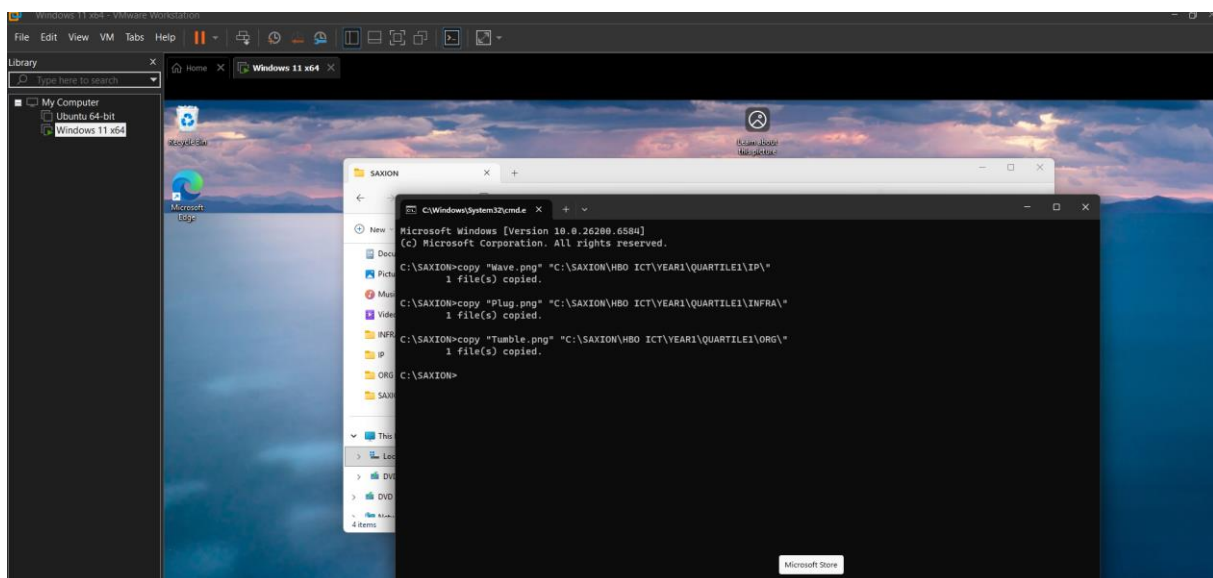 Windows 11 x64 - VMware Workstation
File Edit View VM Tabs Help
Library
Type here to search
My Computer
Ubuntu 64-bit
Windows 11 x64
Home
Windows 11 x64
Recycle Bin
Learn about
this picture
Microsoft
Edge
SAXION
New
Docu
Pictu
Musi
Vide
INFR
IP
ORG
SAXI
This
Loc
DVD
DVD
4 items
C:\Windows\System32\cmd.e
Microsoft Windows [Version 10.0.26200.6584]
(c) Microsoft Corporation. All rights reserved.
C:\SAXION>copy "Wave.png" "C:\SAXION\HBO ICT\YEAR1\QUARTILE1\IP\"
1 file(s) copied.
C:\SAXION>copy "Plug.png" "C:\SAXION\HBO ICT\YEAR1\QUARTILE1\INFRA\"
1 file(s) copied.
C:\SAXION>copy "Tumble.png" "C:\SAXION\HBO ICT\YEAR1\QUARTILE1\ORG\"
1 file(s) copied.
C:\SAXION>
Microsoft Store